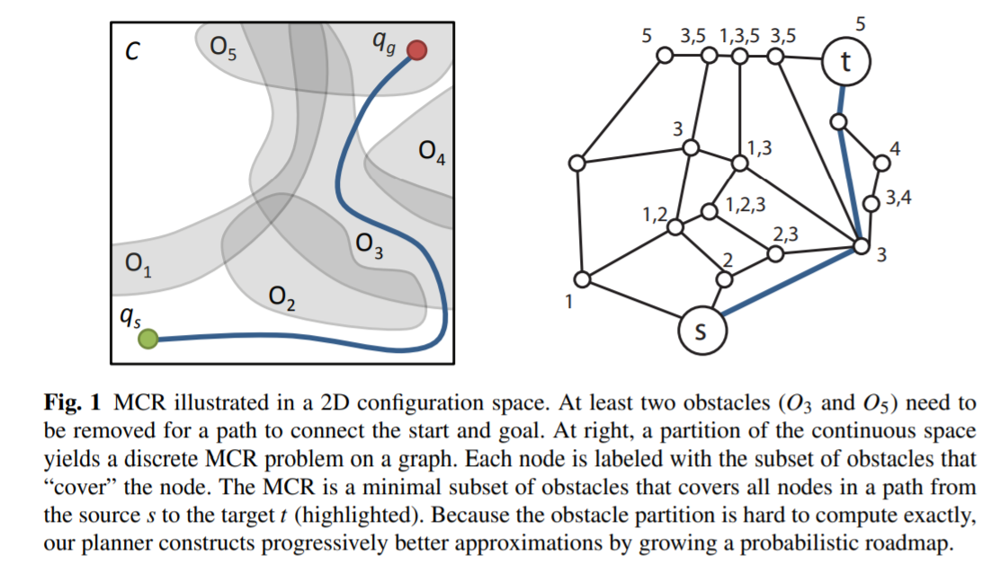 C
O5
qg
O4
O1
O3
O2
qs
5
3,5
1,3,5
3,5
5
t
3
1,3
4
3,4
1,2
1,2,3
2,3
3
2
1
s
Fig. 1 MCR illustrated in a 2D configuration space. At least two obstacles (O3 and O5) need to
be removed for a path to connect the start and goal. At right, a partition of the continuous space
yields a discrete MCR problem on a graph. Each node is labeled with the subset of obstacles that
“cover” the node. The MCR is a minimal subset of obstacles that covers all nodes in a path from
the source s to the target t (highlighted). Because the obstacle partition is hard to compute exactly,
our planner constructs progressively better approximations by growing a probabilistic roadmap.